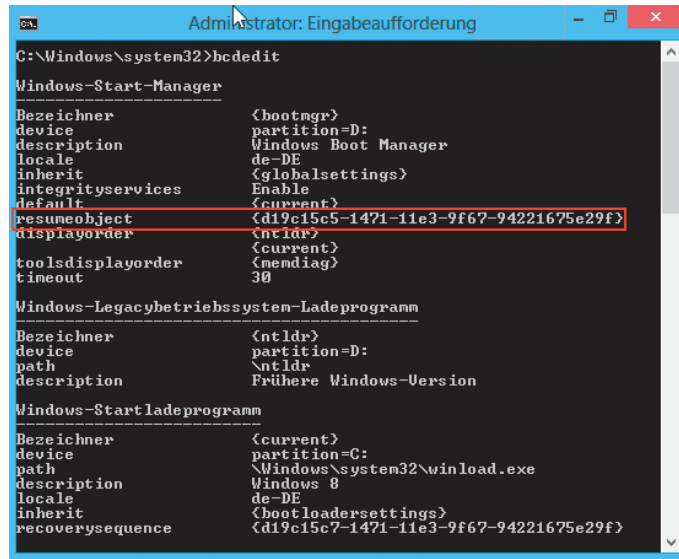 Administrator: Eingabeaufforderung
C:\Windows\system32>bcdedit
Windows-Start-Manager
---------------------
Bezeichner {bootmgr}
device partition=D:
description Windows Boot Manager
locale de-DE
inherit {globalsettings}
integrityservices Enable
default {current}
resumeobject {d19c15c5-1471-11e3-9f67-94221675e29f}
displayorder {ntldr}
{current}
toolsdisplayorder {memdiag}
timeout 30
Windows-Legacybetriebssystem-Ladeprogramm
-----------------------------------------
Bezeichner {ntldr}
device partition=D:
path \ntldr
description Frühere Windows-Version
Windows-Startladeprogramm
-------------------------
Bezeichner {current}
device partition=C:
path \Windows\system32\winload.exe
description Windows 8
locale de-DE
inherit {bootloadersettings}
recoverysequence {d19c15c7-1471-11e3-9f67-94221675e29f}